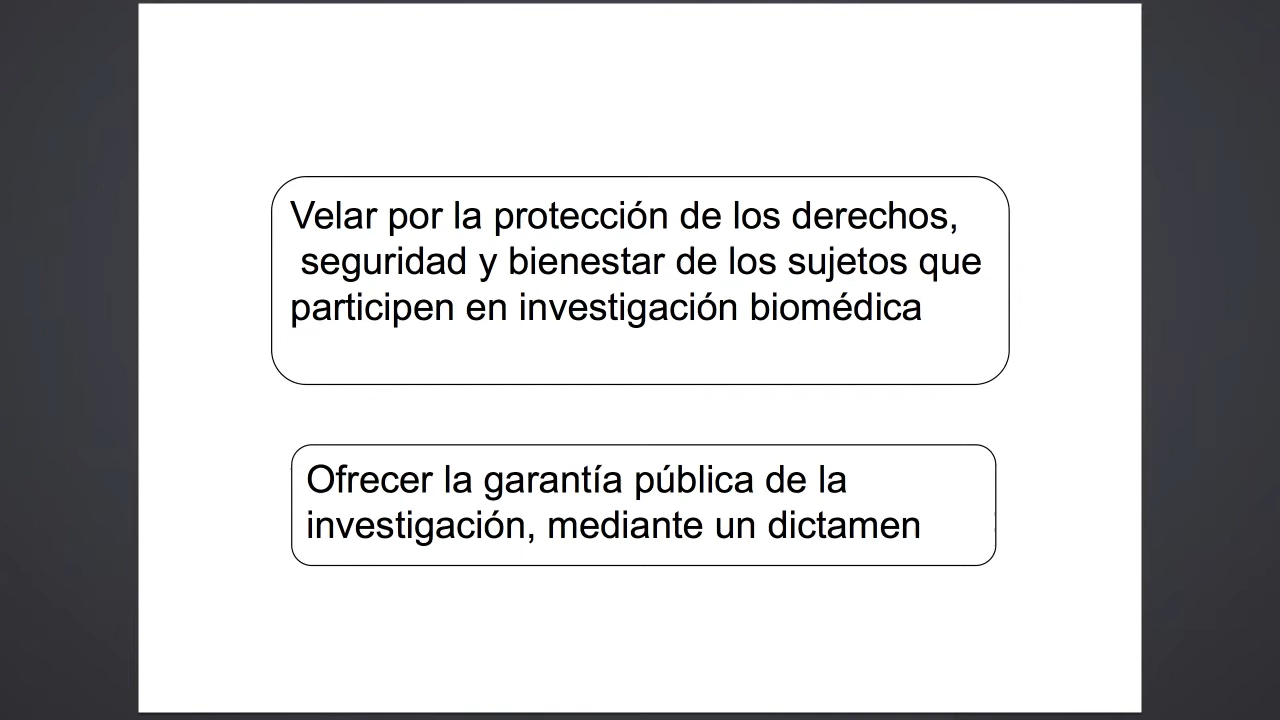 Velar por la protección de los derechos,
seguridad y bienestar de los sujetos que
participen en investigación biomédica
Ofrecer la garantía pública de la
investigación, mediante un dictamen